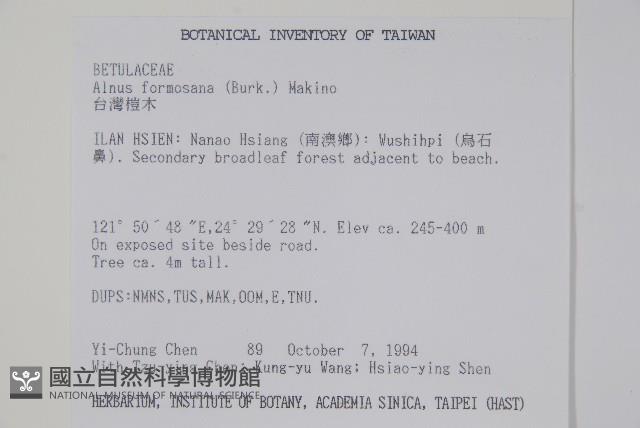 BOTANICAL INVENTORY OF TAIWAN
BETULACEAE
Alnus formosana (Burk.) Makino
台灣榿木
ILAN HSIEN: Nanao Hsiang (南澳鄉): Wushihpi (烏石
鼻). Secondary broadleaf forest adjacent to beach.
121° 50´48 "E,24° 29´28 "N. Elev ca. 245-400 m
On exposed site beside road.
Tree ca. 4m tall.
DUPS:NMNS,TUS,MAK,OOM,E,TNU.
Yi-Chung Chen 89 October 7, 1994
With Tzu-ying Chen; Kung-yu Wang; Hsiao-ying Shen
國立自然科學博物館
NATIONAL MUSEUM OF NATURAL SCIENCE
HERBARIUM, INSTITUTE OF BOTANY, ACADEMIA SINICA, TAIPEI (HAST)